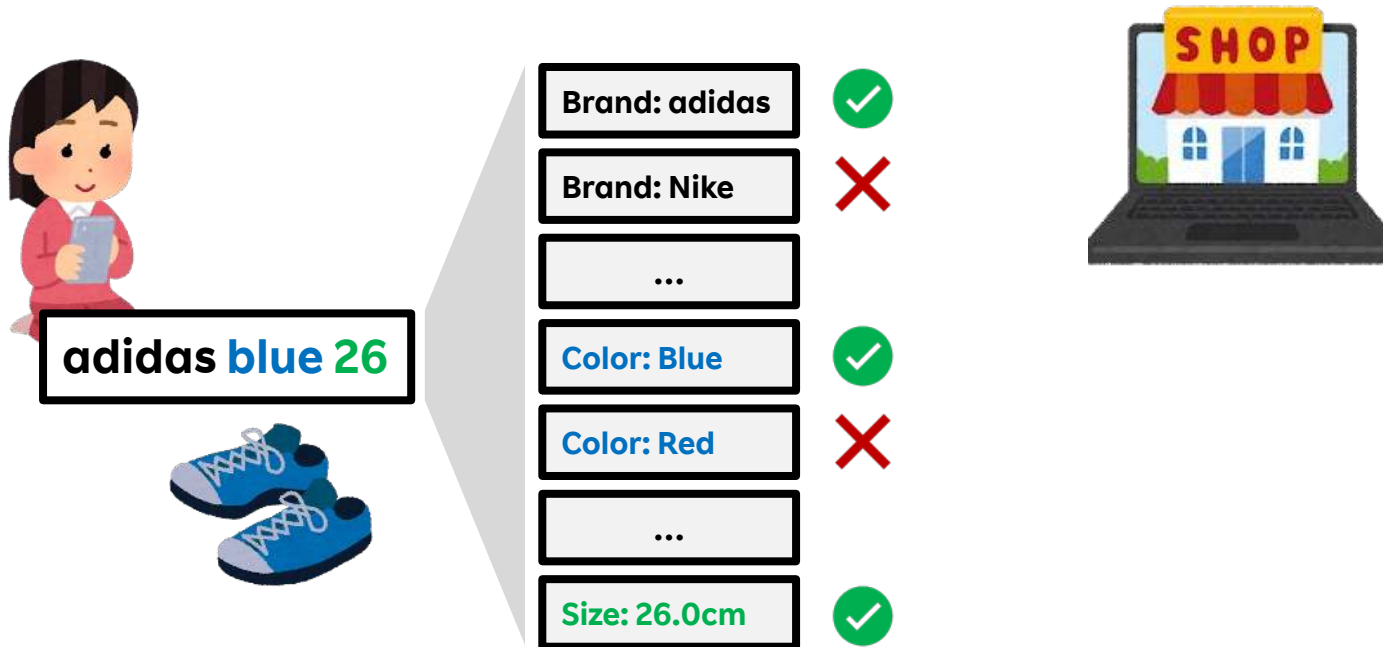 SHOP
Brand: adidas
Brand: Nike
...
adidas blue 26
Color: Blue
Color: Red
...
Size: 26.0cm